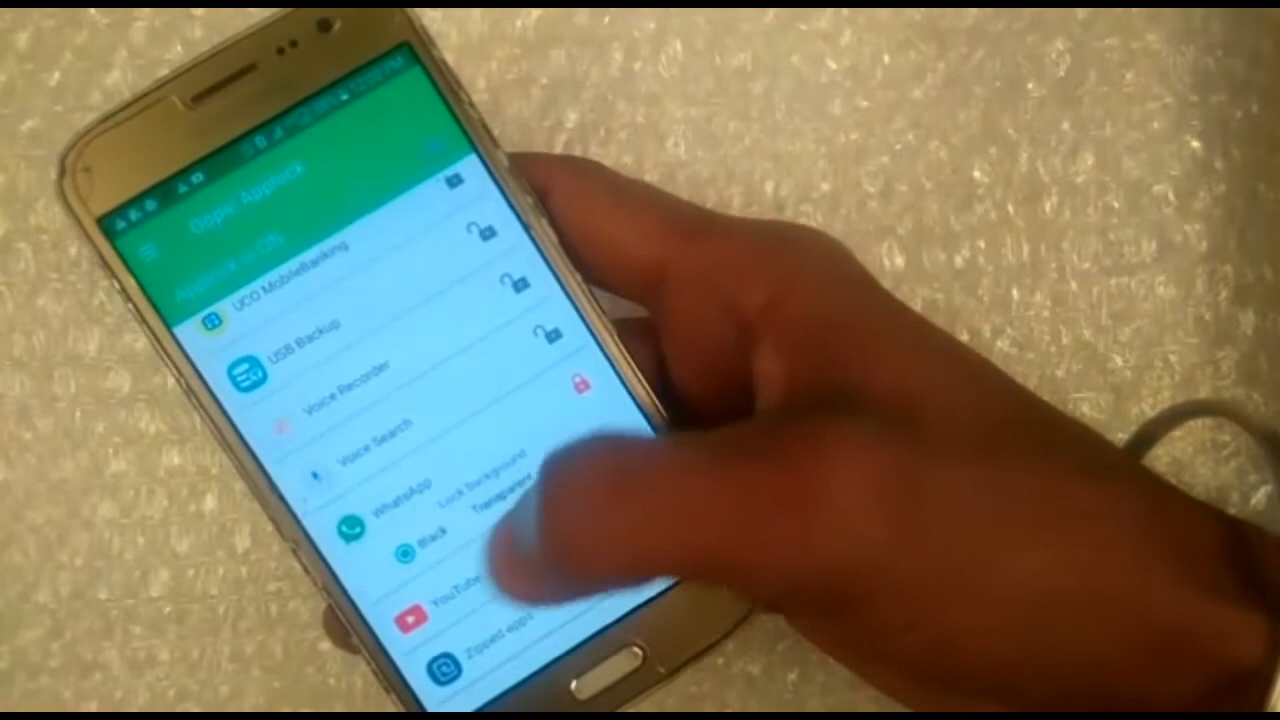 Oops! Applock
Applock is ON
UCO MobileBanking
USB Backup
Voice Recorder
Voice Search
WhatsApp
Lock background
Black Transparent
YouTube
Zipped apps